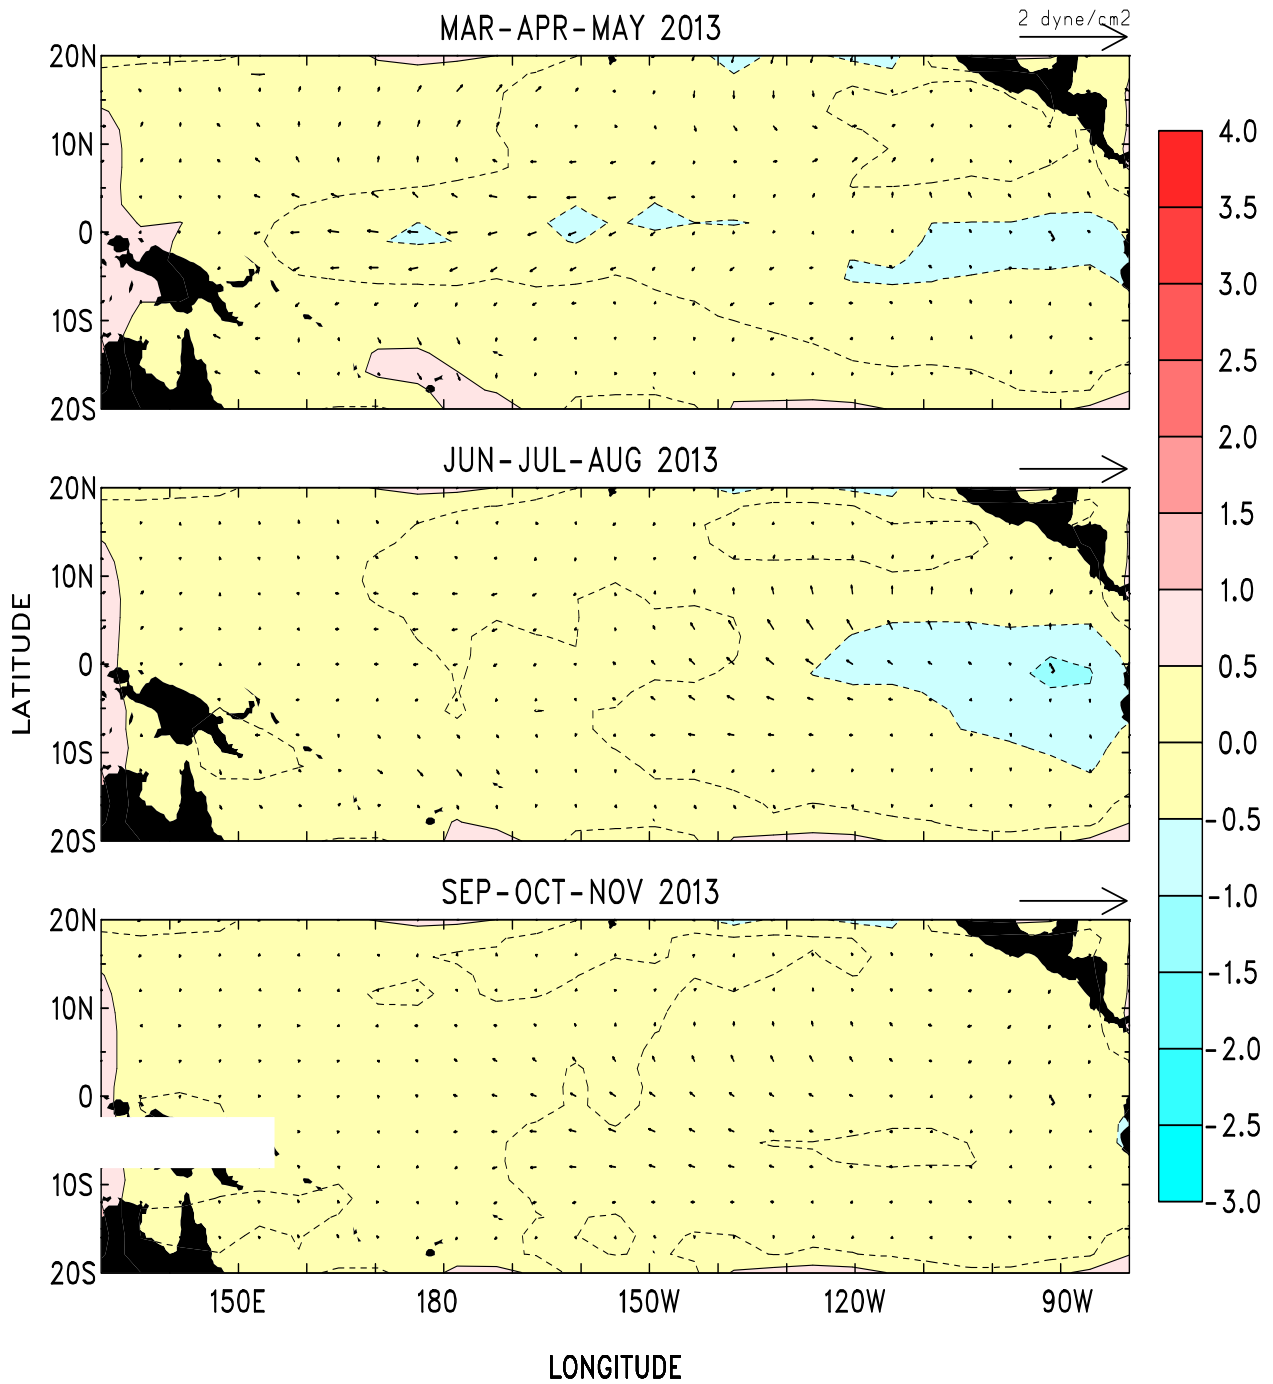 MAR-APR-MAY 2013
2 dyne/cm2
20N
10N
0
10S
20S
JUN-JUL-AUG 2013
20N
10N
0
10S
20S
LATITUDE
SEP-OCT-NOV 2013
20N
10N
0
10S
20S
150E 180 150W 120W 90W
LONGITUDE
4.0
3.5
3.0
2.5
2.0
1.5
1.0
0.5
0.0
-0.5
-1.0
-1.5
-2.0
-2.5
-3.0